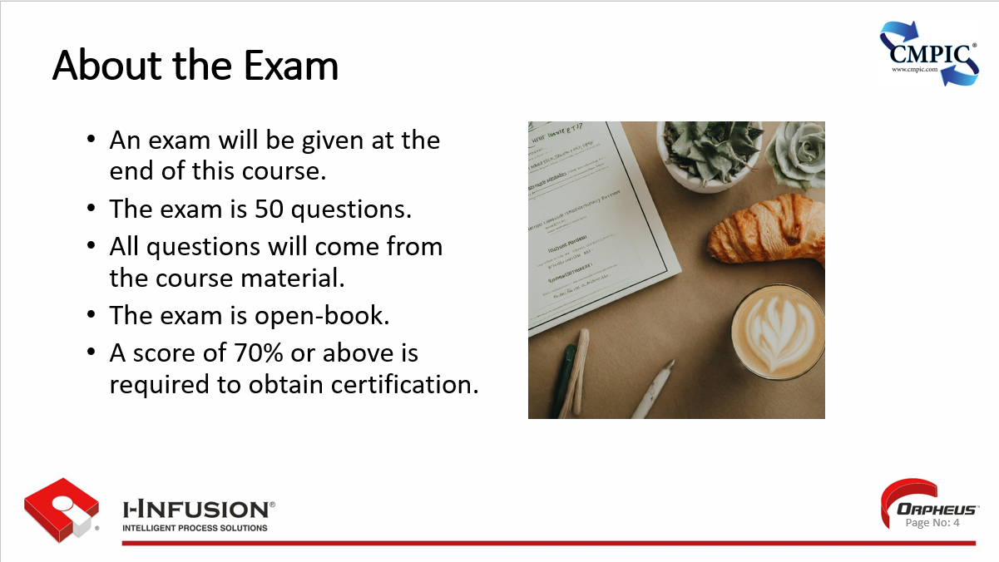 About the Exam
CMPIC®
www.cmpic.com
• An exam will be given at the
end of this course.
• The exam is 50 questions.
• All questions will come from
the course material.
• The exam is open-book.
• A score of 70% or above is
required to obtain certification.
I-INFUSION®
INTELLIGENT PROCESS SOLUTIONS
®
ORPHEUS™
Page No: 4